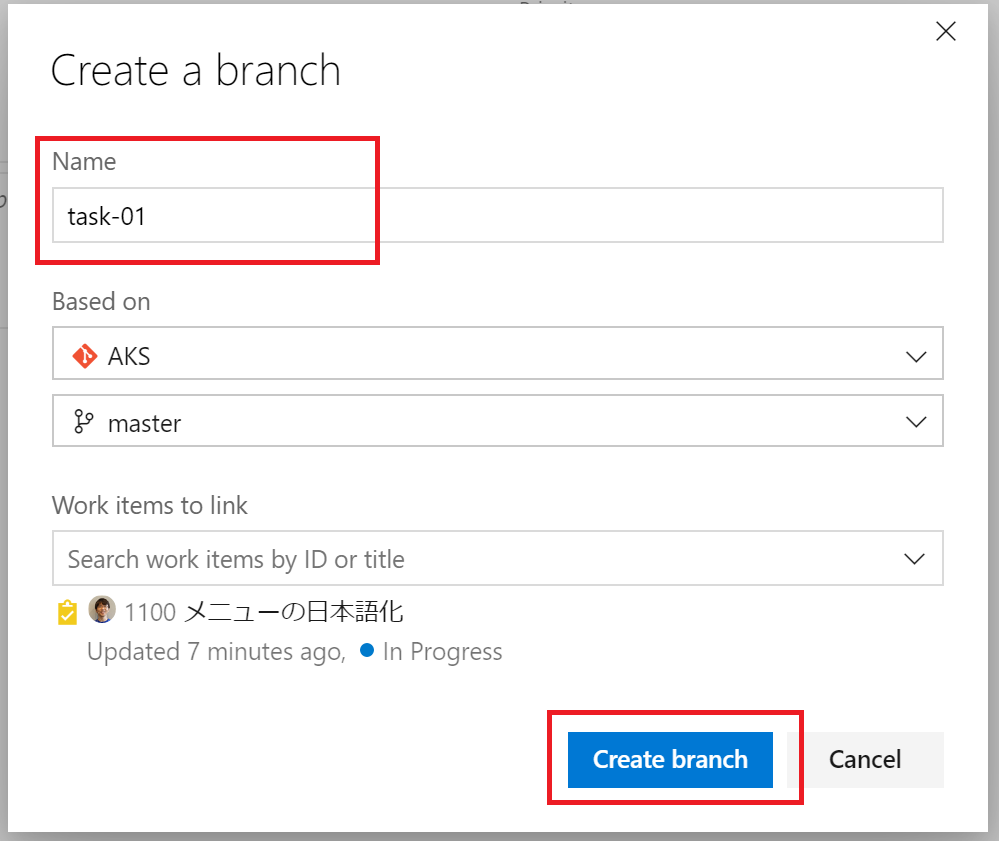 Create a branch
Name
task-01
Based on
AKS
master
Work items to link
Search work items by ID or title
1100 メニューの日本語化
Updated 7 minutes ago, In Progress
Create branch
Cancel